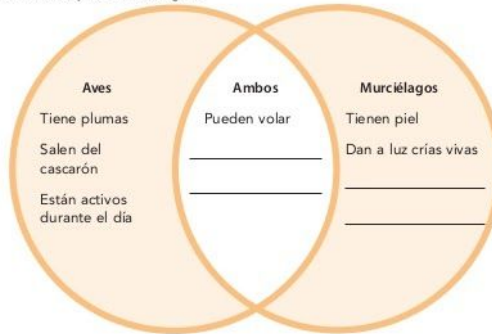 Aves
Tiene plumas
Salen del
cascarón
Están activos
durante el día
Ambos
Pueden volar
Murciélagos
Tienen piel
Dan a luz crías vivas